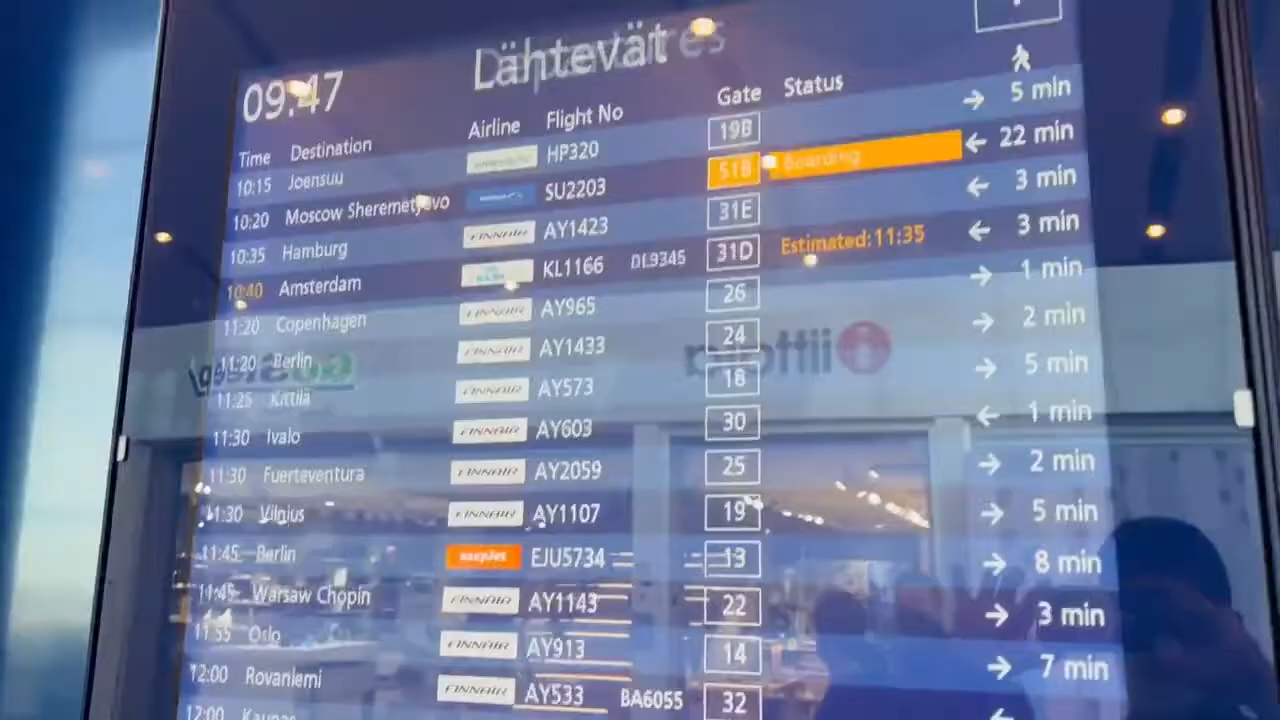 Lähtevät
Departures
09.47
Time Destination Airline Flight No Gate Status
10:15 Joensuu HP320 19B → 5 min
10:20 Moscow Sheremetjevo SU2203 51B Boarding ← 22 min
10:35 Hamburg FINNAIR AY1423 31E ← 3 min
10:40 Amsterdam KL1166 DL9345 31D Estimated:11:35 ← 3 min
11:20 Copenhagen FINNAIR AY965 26 → 1 min
11:20 Berlin FINNAIR AY1433 24 → 2 min
11:25 Kittilä FINNAIR AY573 18 → 5 min
11:30 Ivalo FINNAIR AY603 30 ← 1 min
11:30 Fuerteventura FINNAIR AY2059 25 → 2 min
11:30 Vilnius FINNAIR AY1107 19 → 5 min
11:45 Berlin easyJet EJU5734 13 → 8 min
11:45 Warsaw Chopin FINNAIR AY1143 22 → 3 min
11:55 Oslo FINNAIR AY913 14 → 7 min
12:00 Rovaniemi FINNAIR AY533 BA6055 32 ←
12:00
iittala